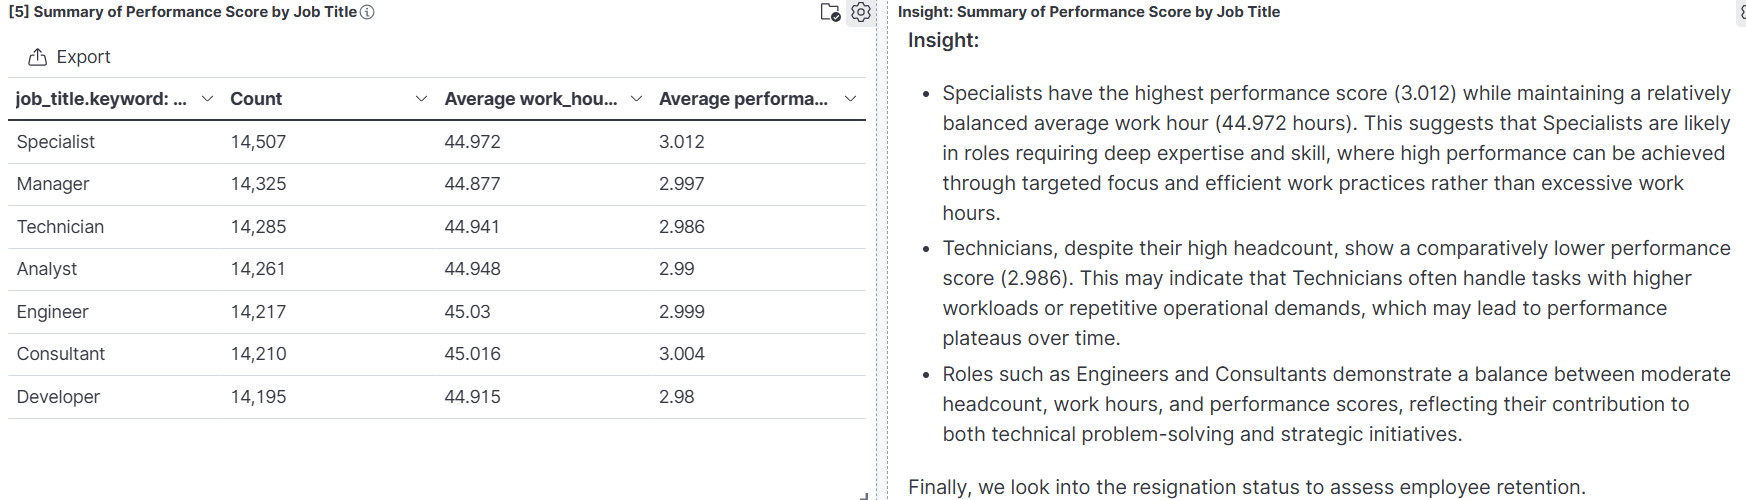 [5] Summary of Performance Score by Job Title
Export
job_title.keyword: ... Count Average work_hou... Average performa...
Specialist 14,507 44.972 3.012
Manager 14,325 44.877 2.997
Technician 14,285 44.941 2.986
Analyst 14,261 44.948 2.99
Engineer 14,217 45.03 2.999
Consultant 14,210 45.016 3.004
Developer 14,195 44.915 2.98
Insight: Summary of Performance Score by Job Title
Insight:
• Specialists have the highest performance score (3.012) while maintaining a relatively
balanced average work hour (44.972 hours). This suggests that Specialists are likely
in roles requiring deep expertise and skill, where high performance can be achieved
through targeted focus and efficient work practices rather than excessive work
hours.
• Technicians, despite their high headcount, show a comparatively lower performance
score (2.986). This may indicate that Technicians often handle tasks with higher
workloads or repetitive operational demands, which may lead to performance
plateaus over time.
• Roles such as Engineers and Consultants demonstrate a balance between moderate
headcount, work hours, and performance scores, reflecting their contribution to
both technical problem-solving and strategic initiatives.
Finally, we look into the resignation status to assess employee retention.